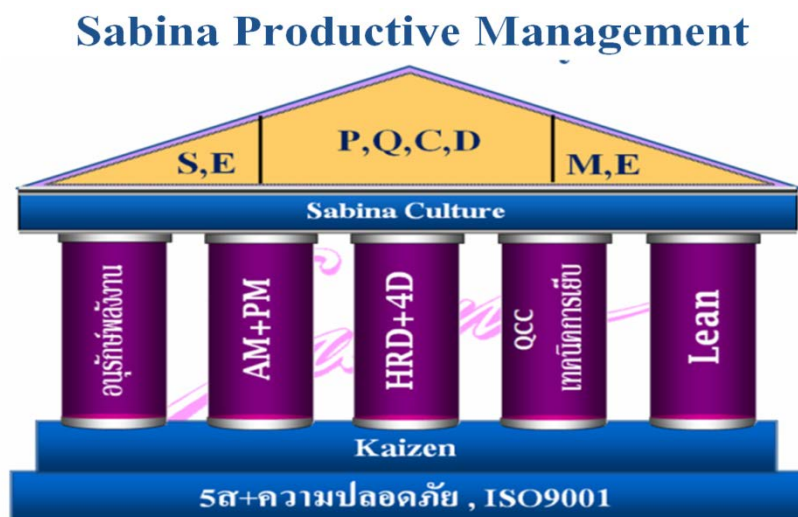 Sabina Productive Management
P,Q,C,D
S,E
M,E
Sabina Culture
อนุรักษ์พลังงาน
AM+PM
HRD+4D
QCC
เทคนิคการเย็บ
Lean
Kaizen
5ส+ความปลอดภัย , ISO9001